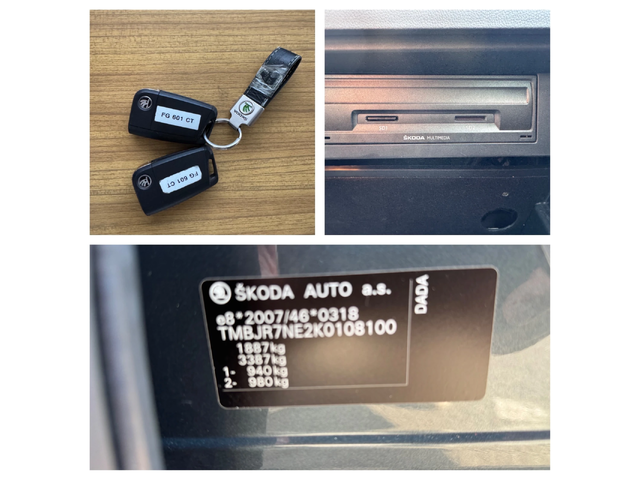 FG 601 CT
FG 601 CT
ŠKODA MULTIMEDIA
ŠKODA AUTO a.s.
e8*2007/46*0318
TMBJR7NE2K0108100
1887kg
3387kg
1- 940kg
2- 980kg
DADA